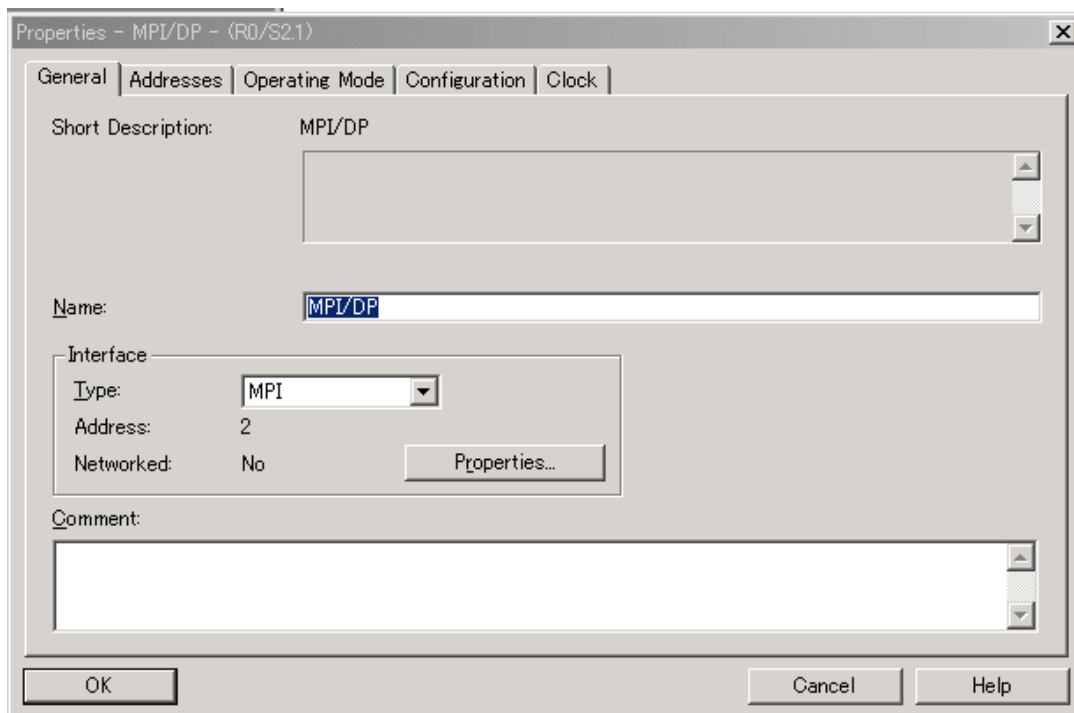 Properties - MPI/DP - (R0/S2.1)
General Addresses Operating Mode Configuration Clock
Short Description: MPI/DP
Name: MPI/DP
Interface
Type: MPI
Address: 2
Networked: No Properties...
Comment:
OK Cancel Help